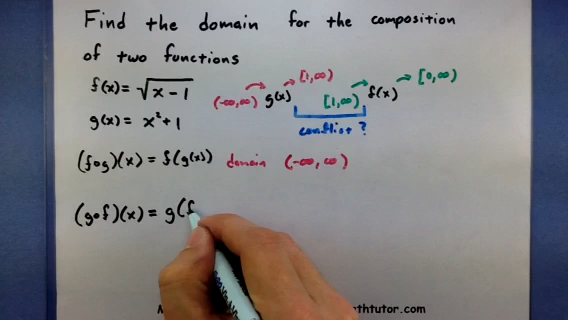 Find the domain for the composition
of two functions
f(x) = √x - 1
g(x) = x² + 1
(-∞,∞) g(x) [1,∞) [1,∞) f(x) [0,∞)
conflict ?
(f∘g)(x) = f(g(x)) domain (-∞, ∞)
(g∘f)(x) = g(f